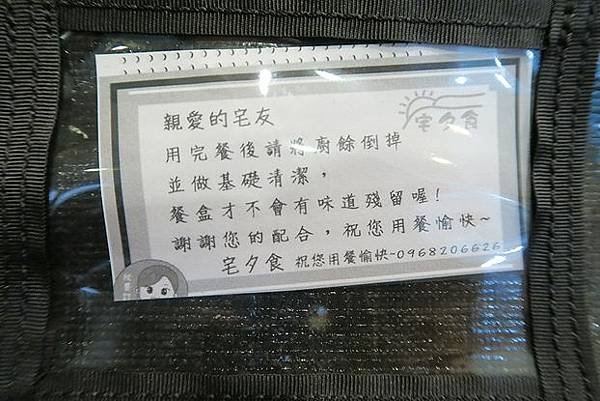 宅夕食
親愛的宅友
用完餐後請將廚餘倒掉
並做基礎清潔，
餐盒才不會有味道殘留喔!
謝謝您的配合，祝您用餐愉快~
宅夕食 祝您用餐愉快~0968206626